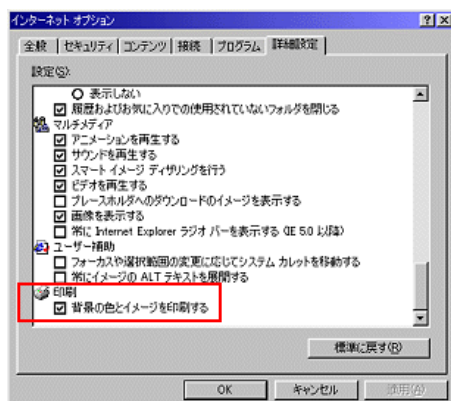 インターネット オプション
全般 セキュリティ コンテンツ 接続 プログラム 詳細設定
設定(S):
表示しない
履歴およびお気に入りでの使用されていないフォルダを閉じる
マルチメディア
アニメーションを再生する
サウンドを再生する
スマート イメージ ディザリングを行う
ビデオを再生する
プレースホルダへのダウンロードのイメージを表示する
画像を表示する
常に Internet Explorer ラジオ バーを表示する (IE 5.0 以降)
ユーザー補助
フォーカスや選択範囲の変更に応じてシステム カレットを移動する
常にイメージの ALT テキストを展開する
印刷
背景の色とイメージを印刷する
標準に戻す(R)
OK キャンセル 適用(A)